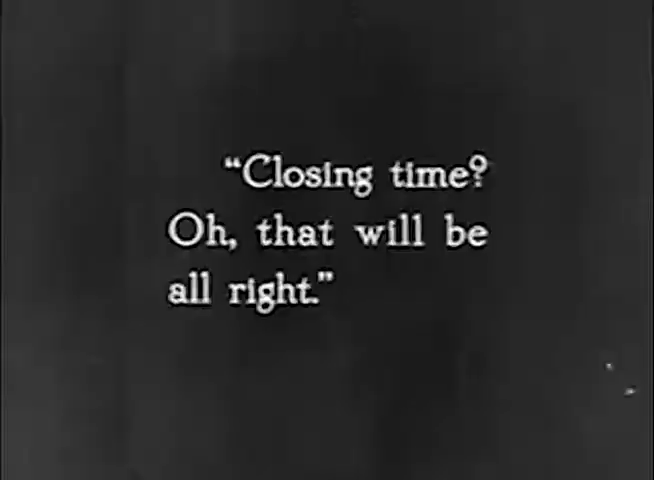 “Closing time?
Oh, that will be
all right.”